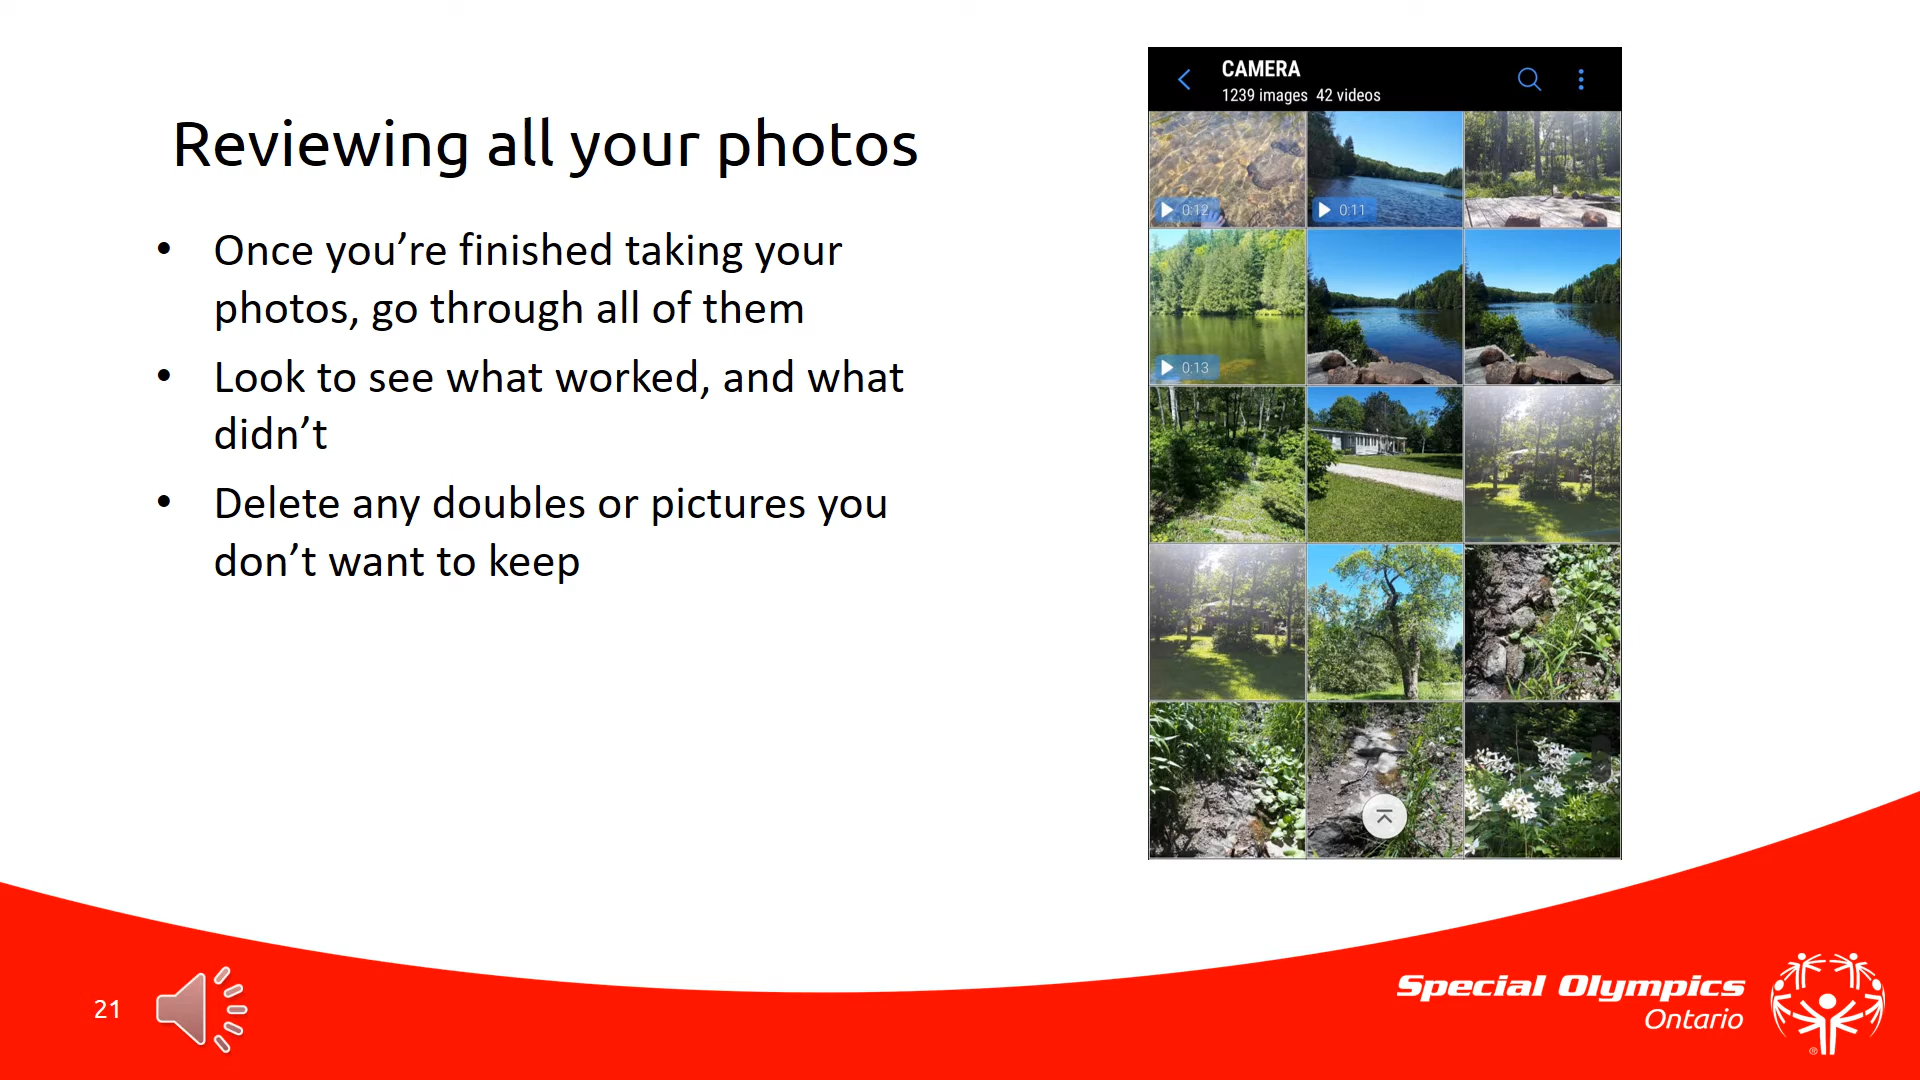 Reviewing all your photos
• Once you’re finished taking your
photos, go through all of them
• Look to see what worked, and what
didn’t
• Delete any doubles or pictures you
don’t want to keep
CAMERA
1239 images 42 videos
0:12
0:11
0:13
21
Special Olympics
Ontario
®